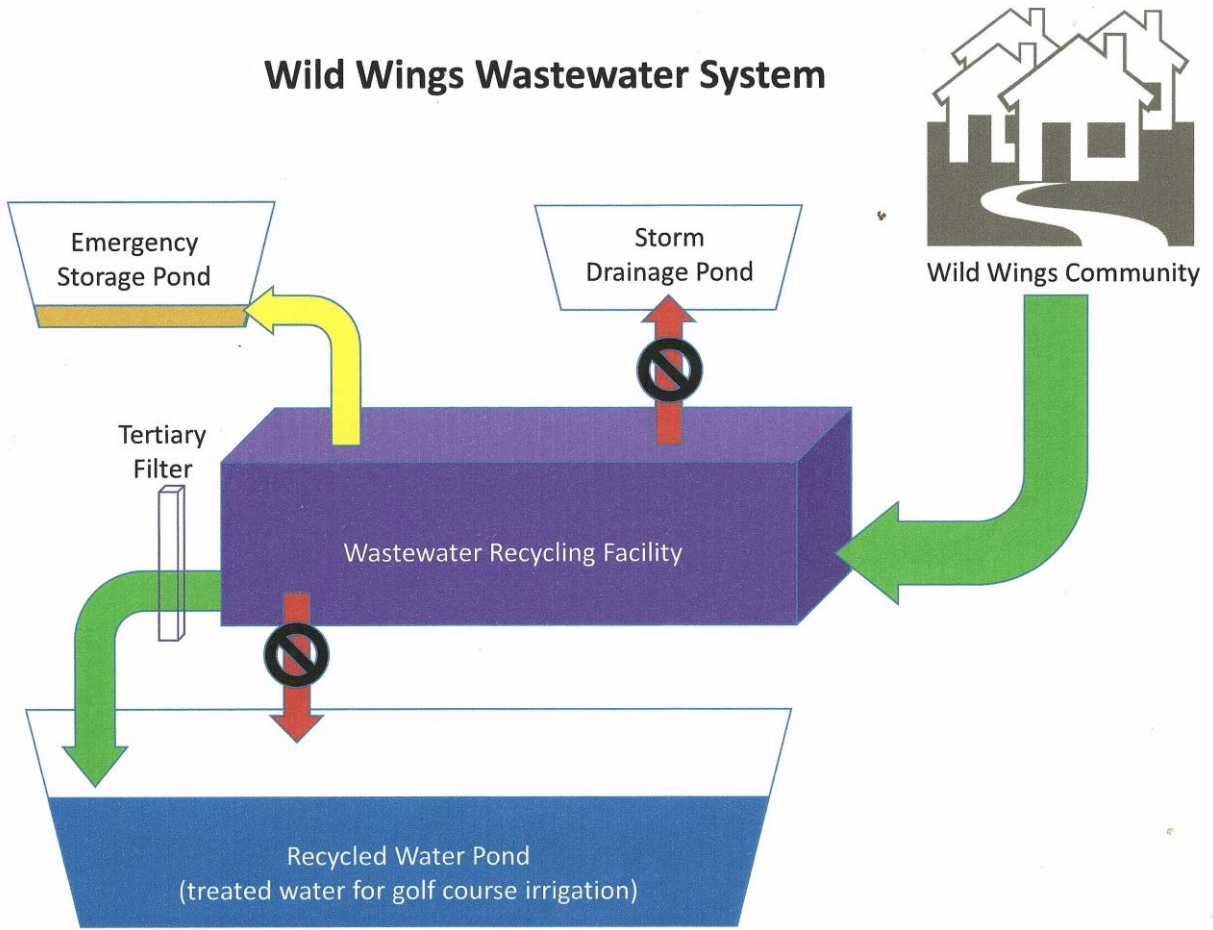 Wild Wings Wastewater System
Emergency
Storage Pond
Storm
Drainage Pond
Wild Wings Community
Tertiary
Filter
Wastewater Recycling Facility
Recycled Water Pond
(treated water for golf course irrigation)